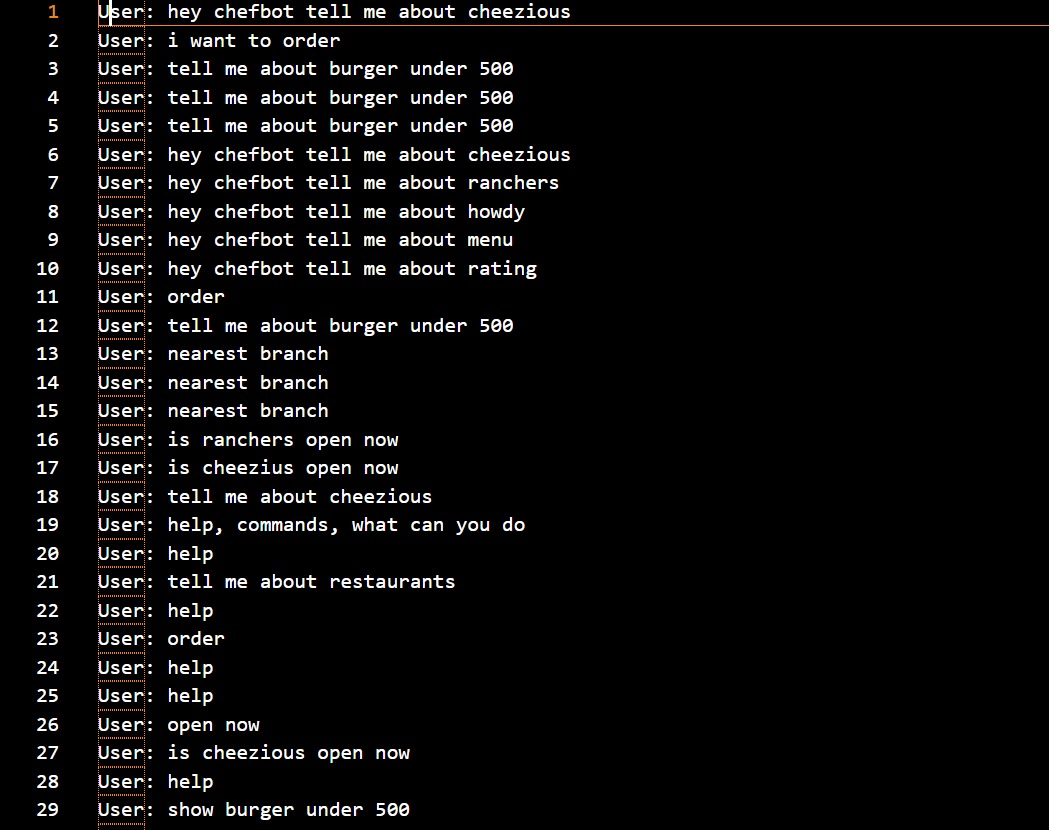 1 User: hey chefbot tell me about cheezious
2 User: i want to order
3 User: tell me about burger under 500
4 User: tell me about burger under 500
5 User: tell me about burger under 500
6 User: hey chefbot tell me about cheezious
7 User: hey chefbot tell me about ranchers
8 User: hey chefbot tell me about howdy
9 User: hey chefbot tell me about menu
10 User: hey chefbot tell me about rating
11 User: order
12 User: tell me about burger under 500
13 User: nearest branch
14 User: nearest branch
15 User: nearest branch
16 User: is ranchers open now
17 User: is cheezius open now
18 User: tell me about cheezious
19 User: help, commands, what can you do
20 User: help
21 User: tell me about restaurants
22 User: help
23 User: order
24 User: help
25 User: help
26 User: open now
27 User: is cheezious open now
28 User: help
29 User: show burger under 500